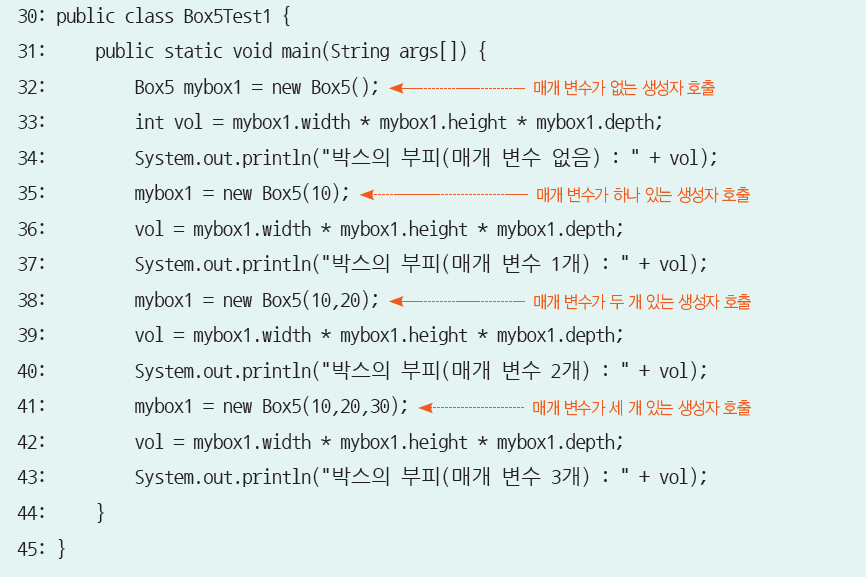 30: public class Box5Test1 {
31: public static void main(String args[]) {
32: Box5 mybox1 = new Box5(); 매개 변수가 없는 생성자 호출
33: int vol = mybox1.width * mybox1.height * mybox1.depth;
34: System.out.println("박스의 부피(매개 변수 없음) : " + vol);
35: mybox1 = new Box5(10); 매개 변수가 하나 있는 생성자 호출
36: vol = mybox1.width * mybox1.height * mybox1.depth;
37: System.out.println("박스의 부피(매개 변수 1개) : " + vol);
38: mybox1 = new Box5(10,20); 매개 변수가 두 개 있는 생성자 호출
39: vol = mybox1.width * mybox1.height * mybox1.depth;
40: System.out.println("박스의 부피(매개 변수 2개) : " + vol);
41: mybox1 = new Box5(10,20,30); 매개 변수가 세 개 있는 생성자 호출
42: vol = mybox1.width * mybox1.height * mybox1.depth;
43: System.out.println("박스의 부피(매개 변수 3개) : " + vol);
44: }
45: }